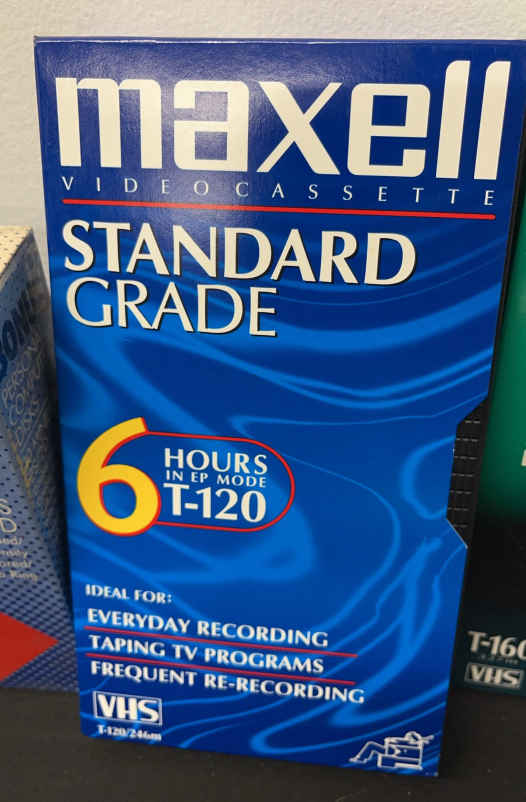 maxell
VIDEOCASSETTE
STANDARD
GRADE
6 HOURS
IN EP MODE
T-120
IDEAL FOR:
EVERYDAY RECORDING
TAPING TV PROGRAMS
FREQUENT RE-RECORDING
VHS
T-120/246m
T-160
VHS